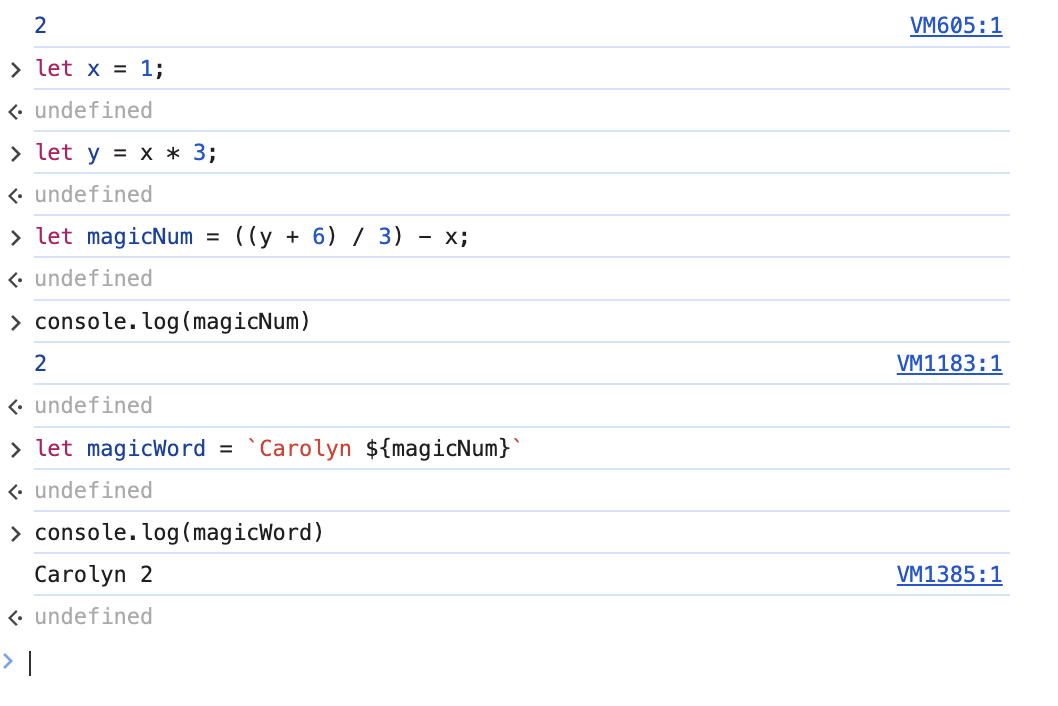 2 VM605:1
> let x = 1;
<· undefined
> let y = x * 3;
<· undefined
> let magicNum = ((y + 6) / 3) - x;
<· undefined
> console.log(magicNum)
2 VM1183:1
<· undefined
> let magicWord = `Carolyn ${magicNum}`
<· undefined
> console.log(magicWord)
Carolyn 2 VM1385:1
<· undefined
>